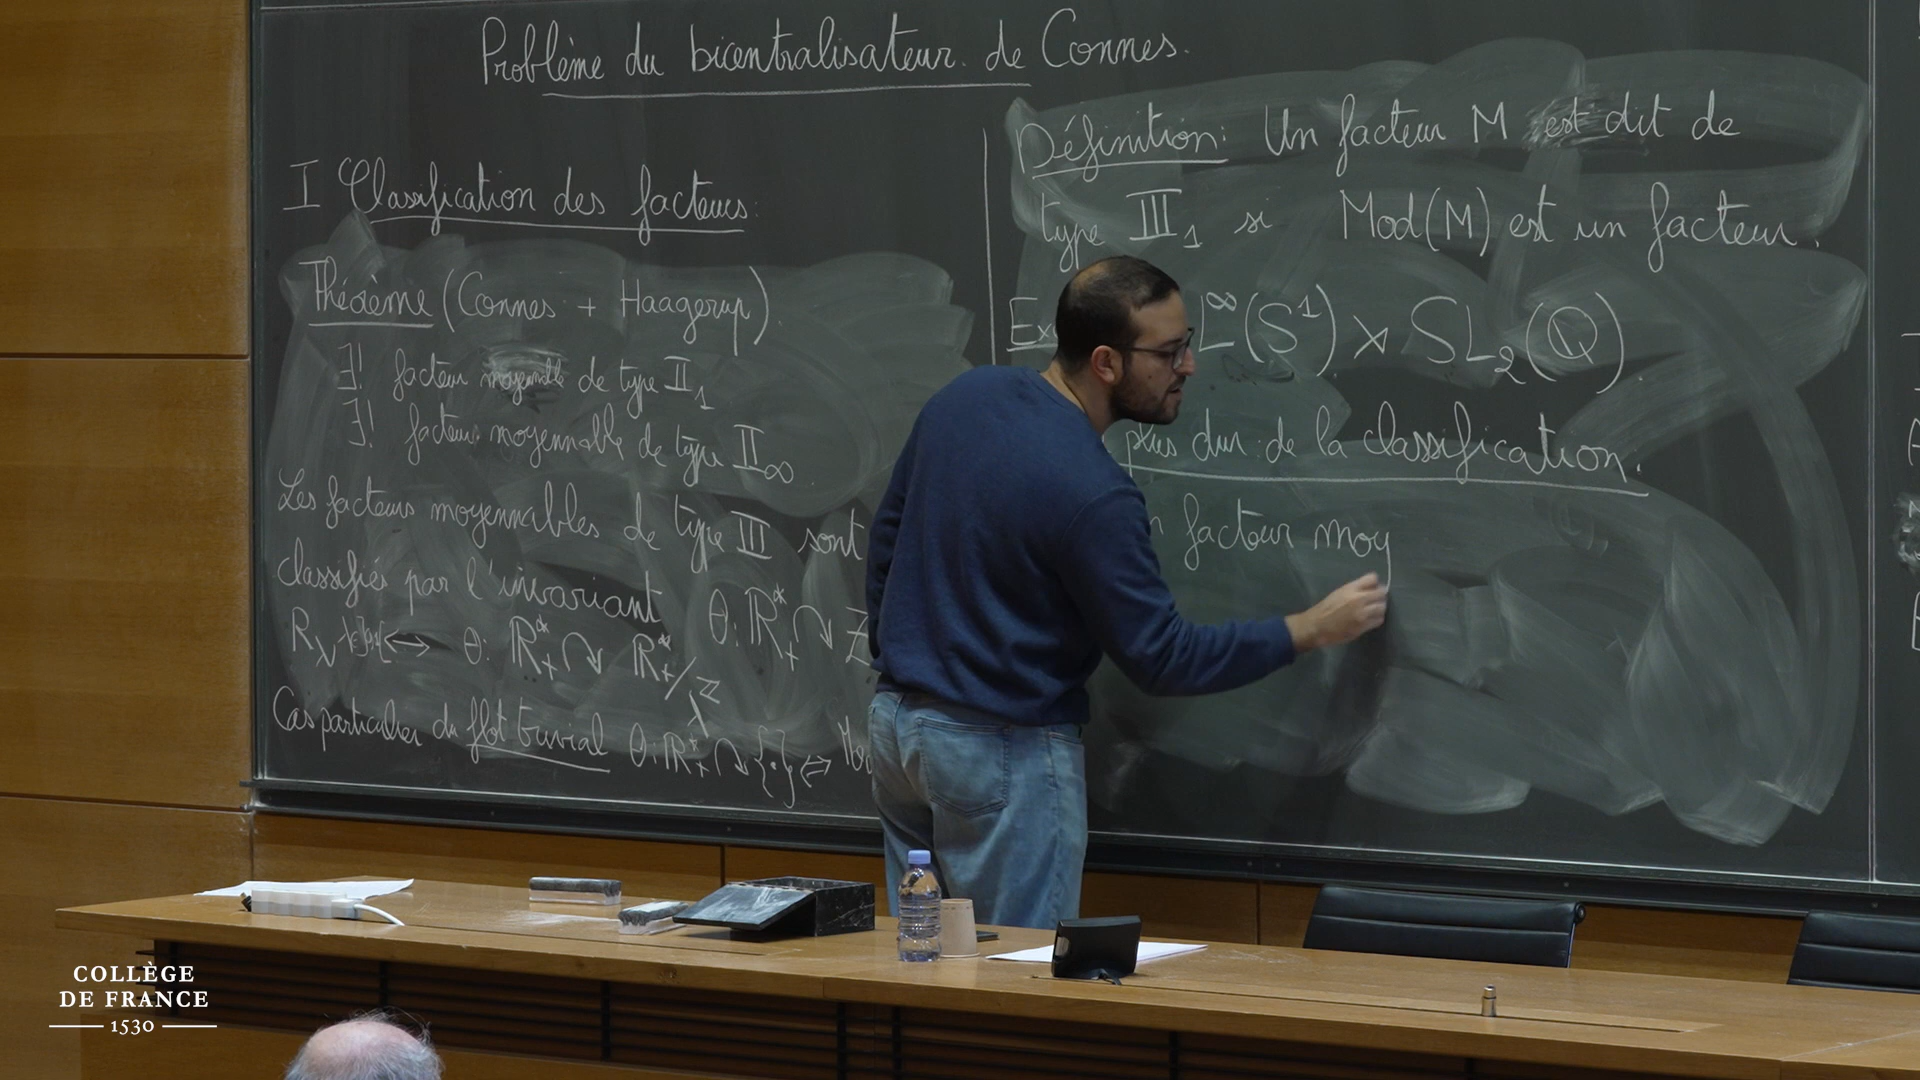 Problème du bicentralisateur de Connes.
I Classification des facteurs:
Théorème (Connes + Haagerup).
∃! facteur moyennable de type II₁
∃! facteur moyennable de type II∞
Les facteurs moyennables de type III sont
classifiés par l'invariant θ: ℝ*₊ ↷ Z
R_λ ⟷ θ: ℝ*₊ ↷ ℝ*₊/λ^ℤ
Cas particulier du flot trivial θ: ℝ*₊ ↷ {·} ⇔
Définition: Un facteur M est dit de
type III₁ si Mod(M) est un facteur.
L^∞(S¹) ⋊ SL₂(ℚ)
plus dur de la classification.
facteur moy
COLLÈGE
DE FRANCE
1530